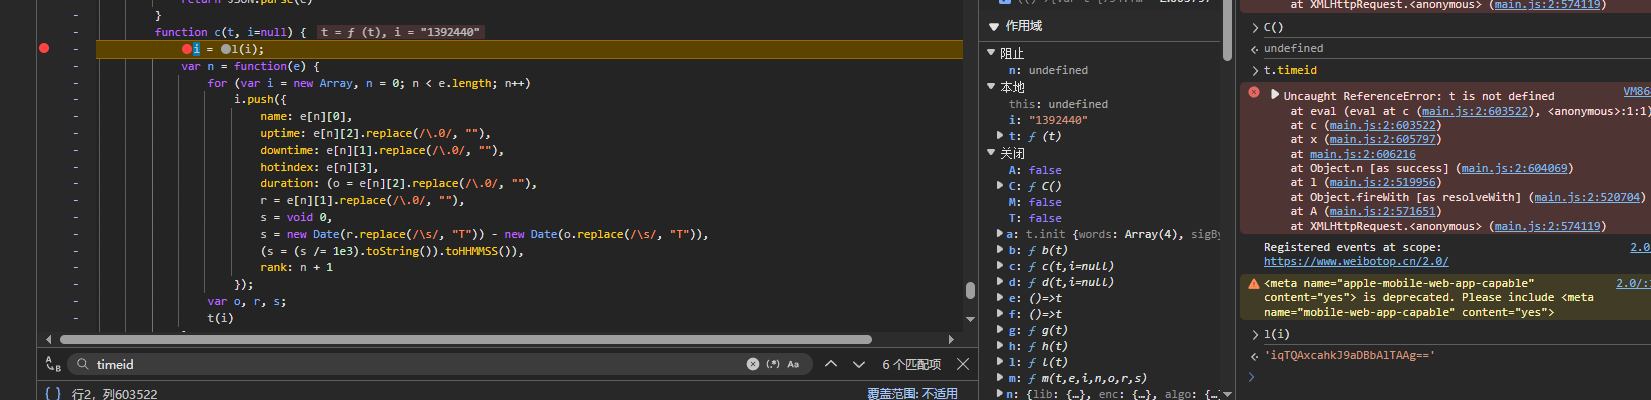 return JSON.parse(e)
}
function c(t, i=null) { t = ƒ (t), i = "1392440"
i = l(i);
var n = function(e) {
for (var i = new Array, n = 0; n < e.length; n++)
i.push({
name: e[n][0],
uptime: e[n][2].replace(/\.0/, ""),
downtime: e[n][1].replace(/\.0/, ""),
hotindex: e[n][3],
duration: (o = e[n][2].replace(/\.0/, ""),
r = e[n][1].replace(/\.0/, ""),
s = void 0,
s = new Date(r.replace(/\s/, "T")) - new Date(o.replace(/\s/, "T")),
(s = (s /= 1e3).toString()).toHHMMSS()),
rank: n + 1
});
var o, r, s;
t(i)
timeid
(.*) Aa
6 个匹配项
{ } 行2，列603522
覆盖范围: 不适用
作用域
阻止
n: undefined
本地
this: undefined
i: "1392440"
t: ƒ (t)
关闭
A: false
C: ƒ C()
M: false
T: false
a: t.init {words: Array(4), sigBy
b: ƒ b(t)
c: ƒ c(t,i=null)
d: ƒ d(t,i=null)
e: ()=>t
f: ()=>t
g: ƒ g(t)
h: ƒ h(t)
l: ƒ l(t)
m: ƒ m(t,e,i,n,o,r,s)
n: {lib: {…}, enc: {…}, algo: {…}
at XMLHttpRequest.<anonymous> (main.js:2:574119)
C()
undefined
t.timeid
Uncaught ReferenceError: t is not defined VM86
at eval (eval at c (main.js:2:603522), <anonymous>:1:1)
at c (main.js:2:603522)
at x (main.js:2:605797)
at main.js:2:606216
at Object.n [as success] (main.js:2:604069)
at l (main.js:2:519956)
at Object.fireWith [as resolveWith] (main.js:2:520704)
at A (main.js:2:571651)
at XMLHttpRequest.<anonymous> (main.js:2:574119)
Registered events at scope: 2.0
https://www.weibotop.cn/2.0/
<meta name="apple-mobile-web-app-capable" 2.0/:
content="yes"> is deprecated. Please include <meta
name="mobile-web-app-capable" content="yes">
l(i)
'iqTQAxcahkJ9aDBbAlTAAg=='